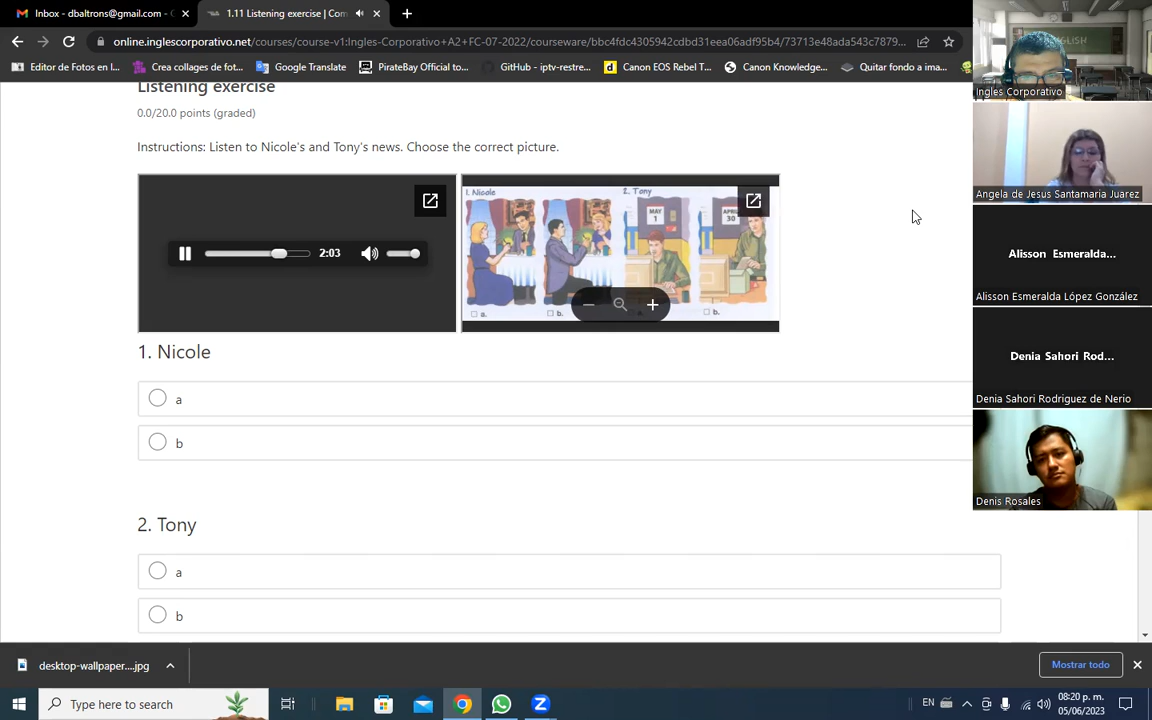 Inbox - dbaltrons@gmail.com -
1.11 Listening exercise | Com
online.inglescorporativo.net/courses/course-v1:Ingles-Corporativo+A2+FC-07-2022/courseware/bbc4fdc4305942cdbd31eea06adf95b4/73713e48ada543c7879...
Editor de Fotos en l...
Crea collages de fot...
Google Translate
PirateBay Official to...
GitHub - iptv-restre...
Canon EOS Rebel T...
Canon Knowledge...
Quitar fondo a ima...
Listening exercise
0.0/20.0 points (graded)
Instructions: Listen to Nicole's and Tony's news. Choose the correct picture.
2:03
1. Nicole
2. Tony
MAY
1
APRIL
30
a.
b.
a.
b.
1. Nicole
a
b
2. Tony
a
b
Ingles Corporativo
Angela de Jesus Santamaria Juarez
Alisson Esmeralda...
Alisson Esmeralda López González
Denia Sahori Rod...
Denia Sahori Rodriguez de Nerio
Denis Rosales
desktop-wallpaper....jpg
Mostrar todo
Type here to search
EN
08:20 p. m.
05/06/2023